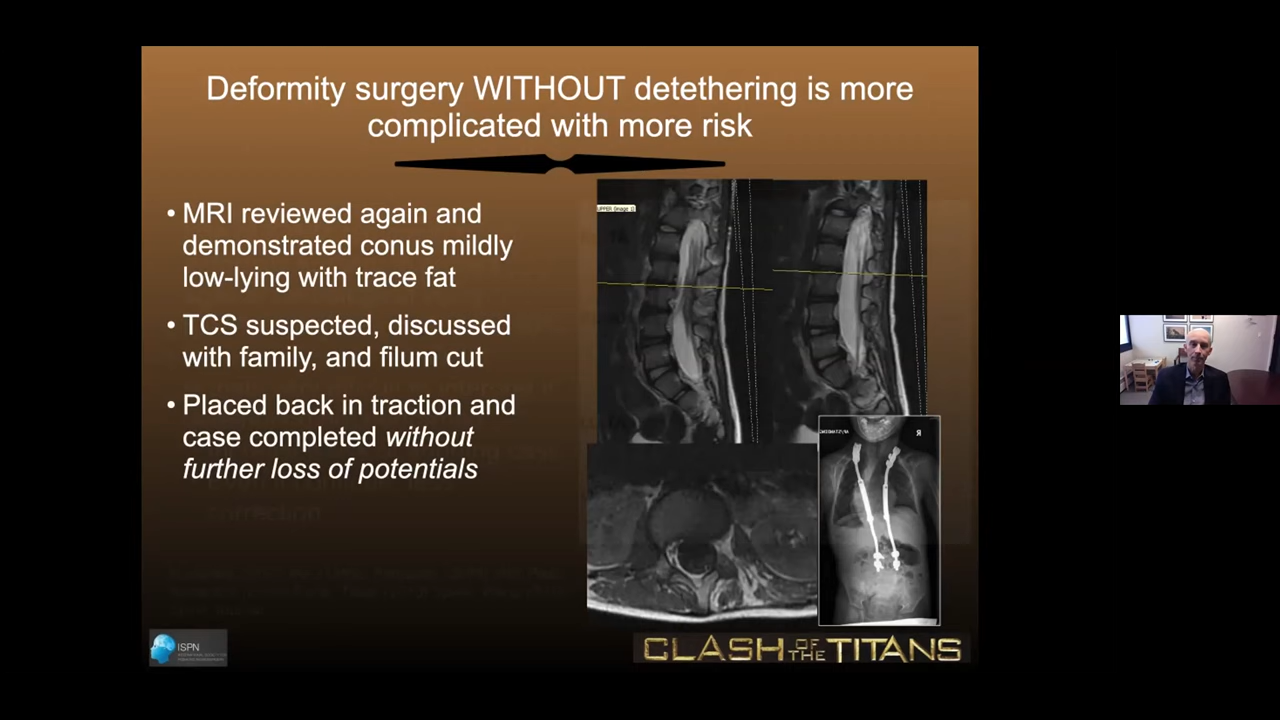 Deformity surgery WITHOUT detethering is more
complicated with more risk
• MRI reviewed again and
demonstrated conus mildly
low-lying with trace fat
• TCS suspected, discussed
with family, and filum cut
• Placed back in traction and
case completed without
further loss of potentials
correction
ISPN
CLASH OF THE TITANS